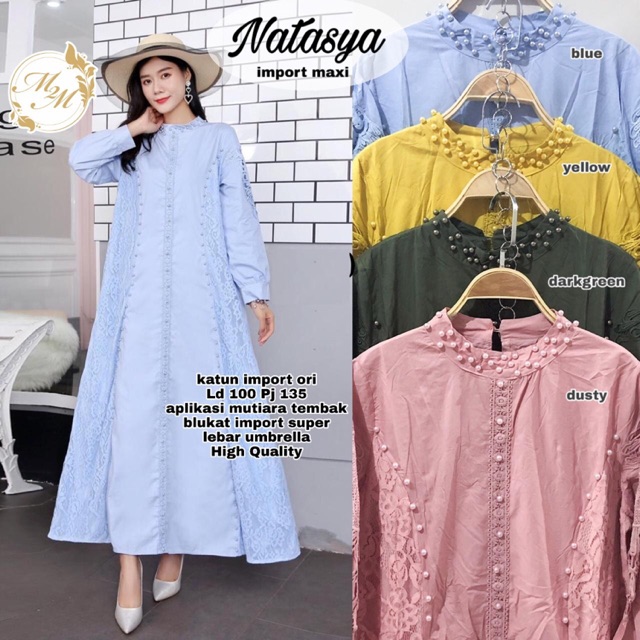 Natasya
import maxi
M
M
ase
blue
yellow
darkgreen
dusty
katun import ori
Ld 100 Pj 135
aplikasi mutiara tembak
blukat import super
lebar umbrella
High Quality